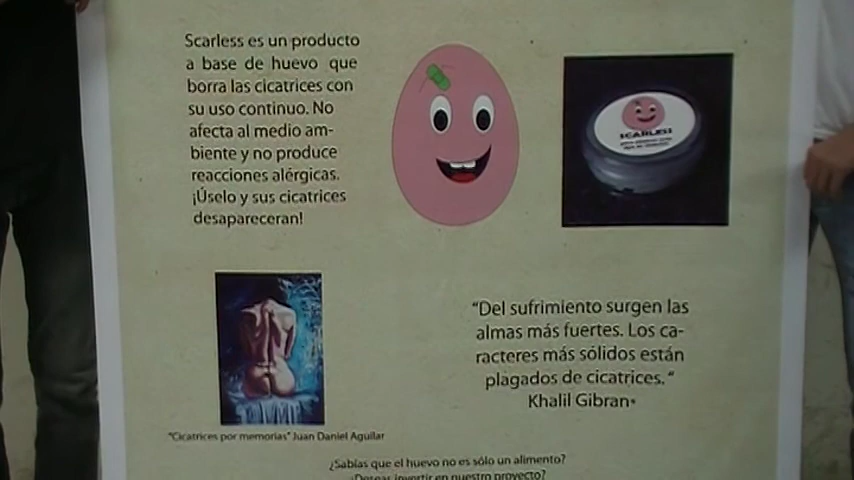 Scarless es un producto
a base de huevo que
borra las cicatrices con
su uso continuo. No
afecta al medio am-
biente y no produce
reacciones alérgicas.
¡Úselo y sus cicatrices
desapareceran!
SCARLESS
"Del sufrimiento surgen las
almas más fuertes. Los ca-
racteres más sólidos están
plagados de cicatrices."
Khalil Gibran
"Cicatrices por memorias" Juan Daniel Aguilar
¿Sabías que el huevo no es sólo un alimento?
¿Deseas invertir en nuestro proyecto?